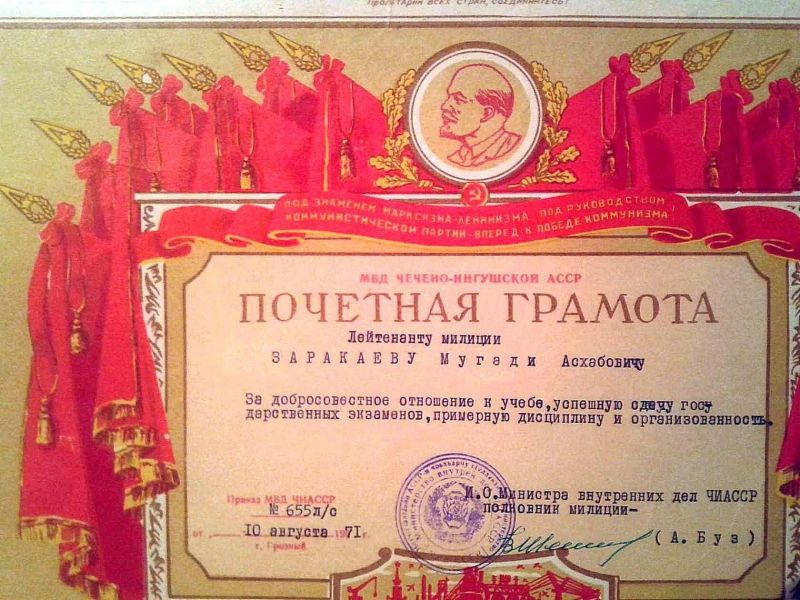 Пролетарии всех стран, соединяйтесь!
ПОД ЗНАМЕНЕМ МАРКСИЗМА-ЛЕНИНИЗМА, ПОД РУКОВОДСТВОМ
КОММУНИСТИЧЕСКОЙ ПАРТИИ - ВПЕРЕД К ПОБЕДЕ КОММУНИЗМА!
МВД ЧЕЧЕНО-ИНГУШСКОЙ АССР
ПОЧЕТНАЯ ГРАМОТА
Лейтенанту милиции
ЗАРАКАЕВУ Мугади Асхабовичу
За добросовестное отношение к учебе, успешную сдачу госу
дарственных экзаменов, примерную дисциплину и организованность.
Приказ МВД ЧИАССР
№ 655л/с
от 10 августа 1971 г.
г. Грозный
И.О.Министра внутренних дел ЧИАССР
полковник милиции-
(А.Буз)